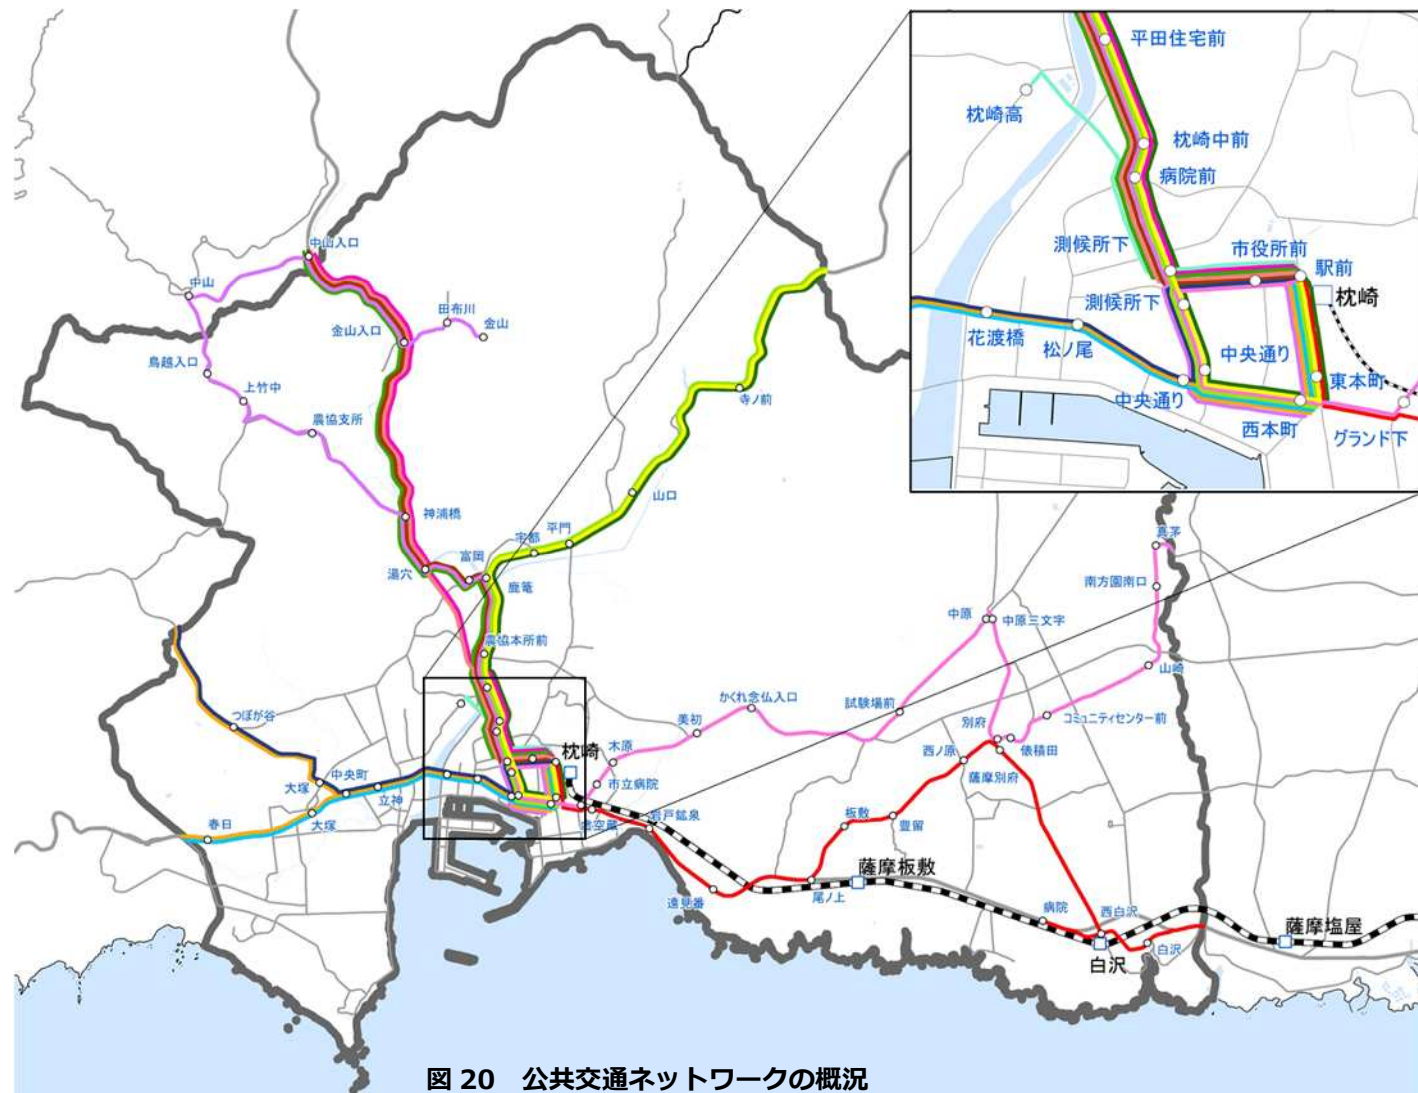 平田住宅前
枕崎高
枕崎中前
病院前
測候所下
市役所前
駅前
枕崎
測候所下
花渡橋
松ノ尾
中央通り
東本町
中央通り
西本町
グランド下
中山入口
中山
田布川
金山
金山入口
鳥越入口
上竹中
農協支所
寺ノ前
山口
神浦橋
宇都
平門
富岡
湯穴
鹿篭
農協本所前
真茅
南方園南口
中原
中原三文字
山崎
かくれ念仏入口
試験場前
コミュニティセンター前
美初
別府
俵積田
つぼが谷
枕崎
木原
西ノ原
薩摩別府
中央町
大塚
立神
市立病院
板敷
豊留
春日
大塚
岩戸鉱泉
薩摩板敷
遠見番
尾ノ上
病院
西白沢
白沢
白沢
薩摩塩屋
図 20 公共交通ネットワークの概況